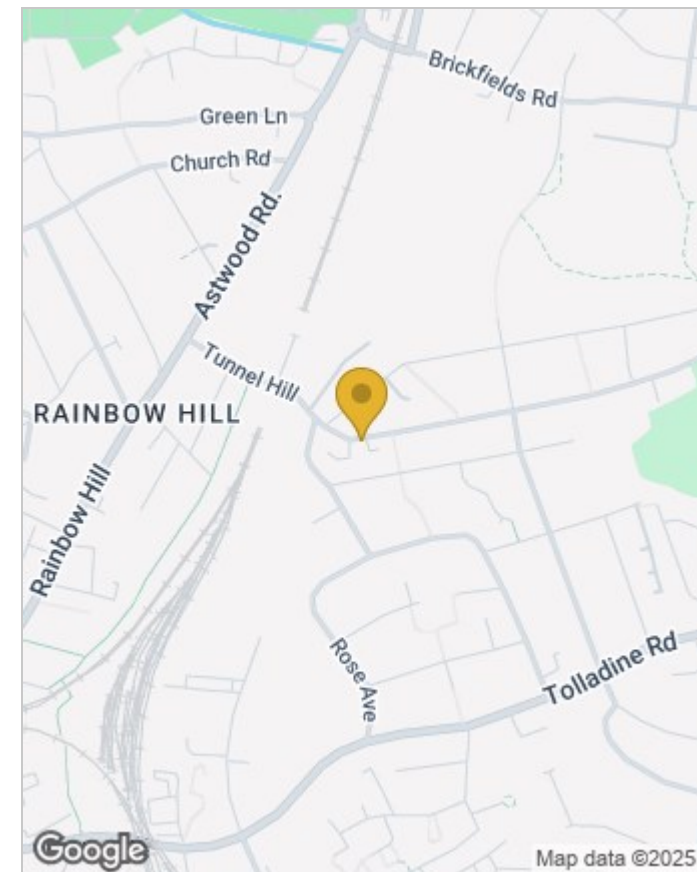 Brickfields Rd
Green Ln
Church Rd
Astwood Rd.
Tunnel Hill
RAINBOW HILL
Rainbow Hill
Rose Ave
Tolladine Rd
Google
Map data ©2025